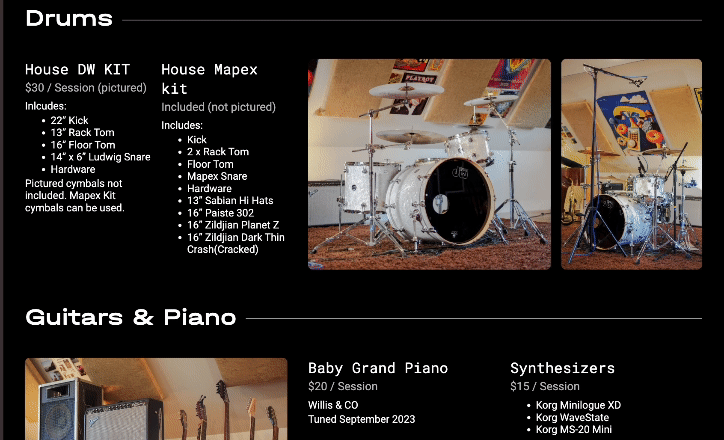 Drums
House DW KIT
$30 / Session (pictured)
Inlcudes:
22” Kick
13” Rack Tom
16” Floor Tom
14” x 6” Ludwig Snare
Hardware
Pictured cymbals not
included. Mapex Kit
cymbals can be used.
House Mapex
kit
Included (not pictured)
Includes:
Kick
2 x Rack Tom
Floor Tom
Mapex Snare
Hardware
13” Sabian Hi Hats
16” Paiste 302
16” Zildjian Planet Z
16” Zildjian Dark Thin
Crash(Cracked)
PLAYBOY
dw
Guitars & Piano
Baby Grand Piano
$20 / Session
Willis & CO
Tuned September 2023
Synthesizers
$15 / Session
Korg Minilogue XD
Korg WaveState
Korg MS-20 Mini